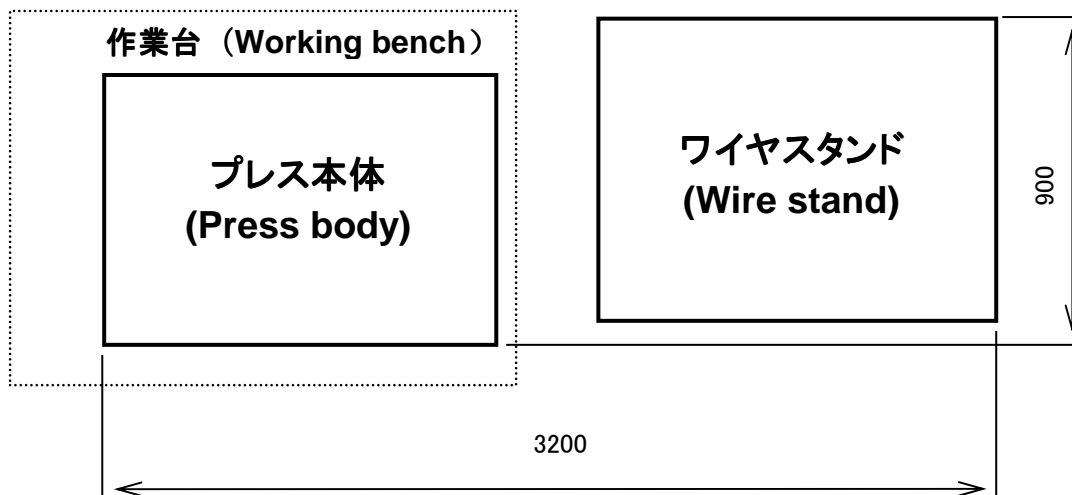 作業台 （Working bench）
プレス本体
(Press body)
ワイヤスタンド
(Wire stand)
900
3200